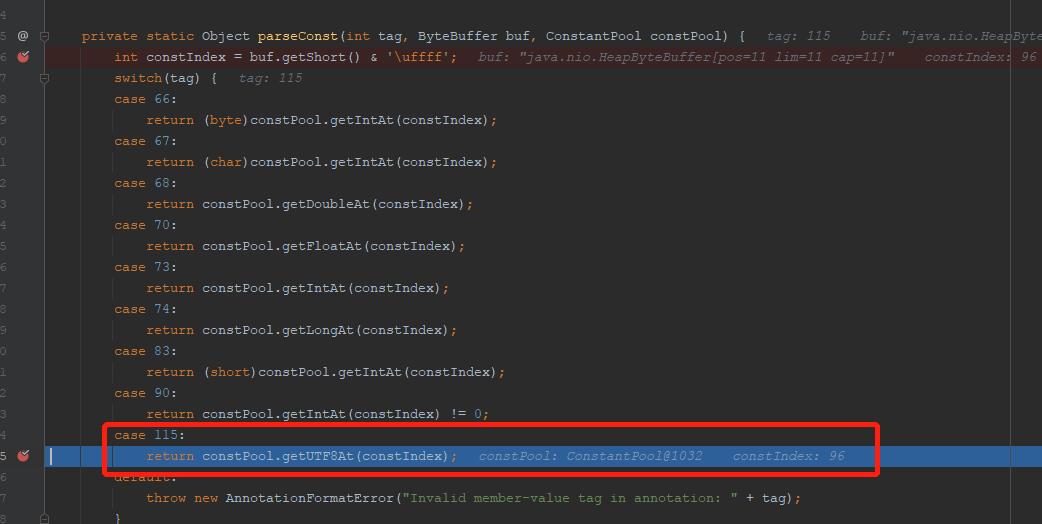 4
5 @ private static Object parseConst(int tag, ByteBuffer buf, ConstantPool constPool) { tag: 115 buf: "java.nio.HeapByte
6 int constIndex = buf.getShort() & '\uffff'; buf: "java.nio.HeapByteBuffer[pos=11 lim=11 cap=11]" constIndex: 96
7 switch(tag) { tag: 115
8 case 66:
9 return (byte)constPool.getIntAt(constIndex);
0 case 67:
1 return (char)constPool.getIntAt(constIndex);
2 case 68:
3 return constPool.getDoubleAt(constIndex);
4 case 70:
5 return constPool.getFloatAt(constIndex);
6 case 73:
7 return constPool.getIntAt(constIndex);
8 case 74:
9 return constPool.getLongAt(constIndex);
0 case 83:
1 return (short)constPool.getIntAt(constIndex);
2 case 90:
3 return constPool.getIntAt(constIndex) != 0;
4 case 115:
5 return constPool.getUTF8At(constIndex); constPool: ConstantPool@1032 constIndex: 96
6 default:
7 throw new AnnotationFormatError("Invalid member-value tag in annotation: " + tag);
8 }